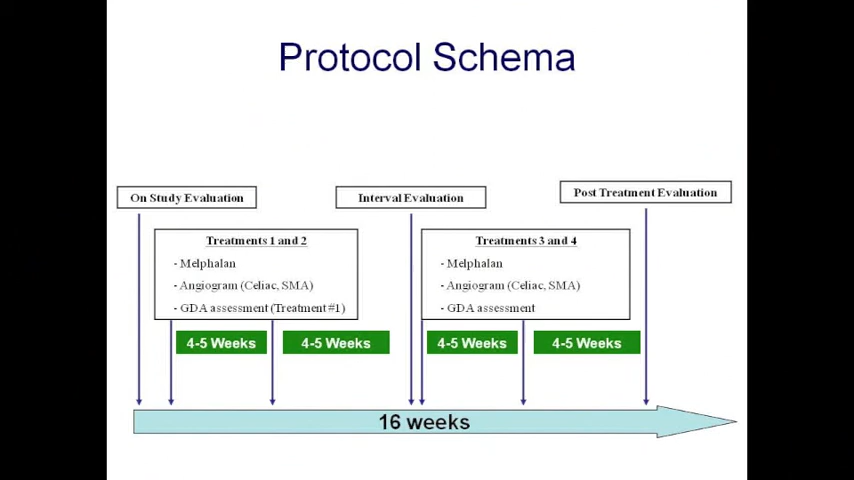 Protocol Schema
On Study Evaluation
Interval Evaluation
Post Treatment Evaluation
Treatments 1 and 2
- Melphalan
- Angiogram (Celiac, SMA)
- GDA assessment (Treatment #1)
Treatments 3 and 4
- Melphalan
- Angiogram (Celiac, SMA)
- GDA assessment
4-5 Weeks
4-5 Weeks
4-5 Weeks
4-5 Weeks
16 weeks